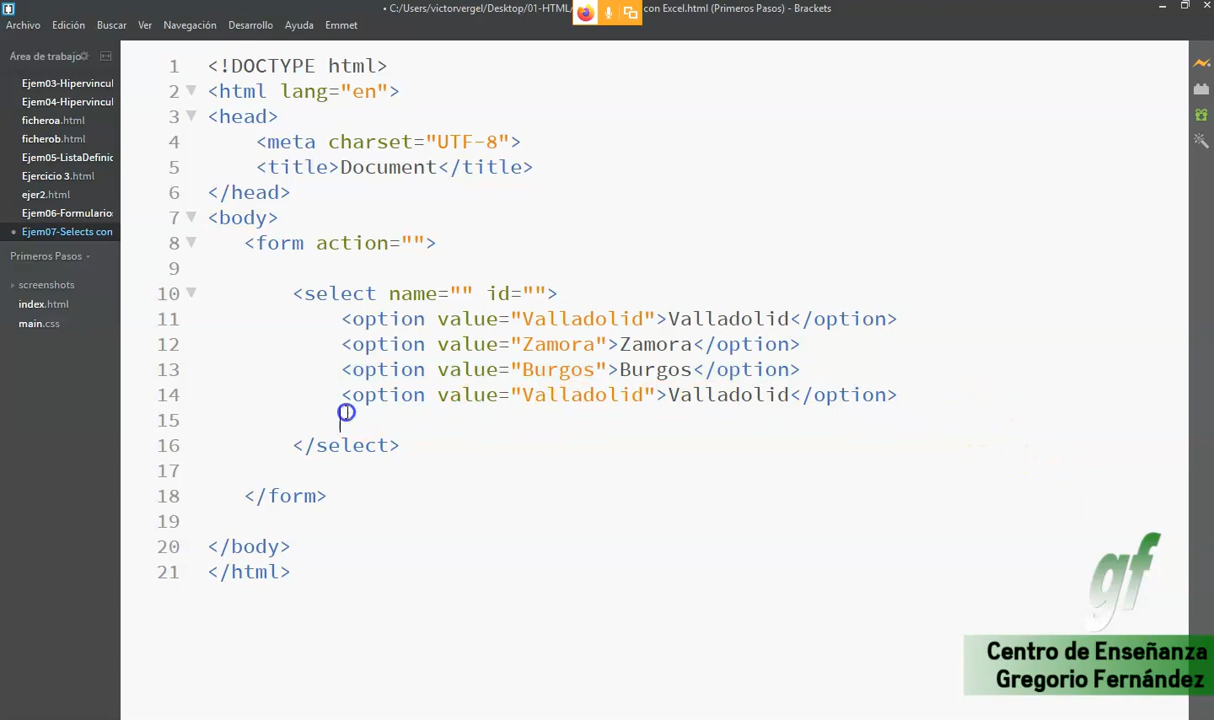 • C:/Users/victorvergel/Desktop/01-HTML/ con Excel.html (Primeros Pasos) - Brackets
Archivo Edición Buscar Ver Navegación Desarrollo Ayuda Emmet
Área de trabajo
Ejem03-Hipervincul
Ejem04-Hipervincul
ficheroa.html
ficherob.html
Ejem05-ListaDefinic
Ejercicio 3.html
ejer2.html
Ejem06-Formulario
• Ejem07-Selects con
Primeros Pasos
screenshots
index.html
main.css
1 <!DOCTYPE html>
2 <html lang="en">
3 <head>
4 <meta charset="UTF-8">
5 <title>Document</title>
6 </head>
7 <body>
8 <form action="">
9
10 <select name="" id="">
11 <option value="Valladolid">Valladolid</option>
12 <option value="Zamora">Zamora</option>
13 <option value="Burgos">Burgos</option>
14 <option value="Valladolid">Valladolid</option>
15
16 </select>
17
18 </form>
19
20 </body>
21 </html>
gf
Centro de Enseñanza
Gregorio Fernández